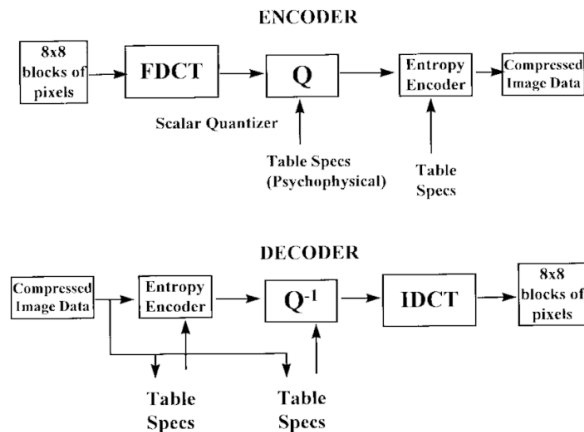 ENCODER
8x8
blocks of
pixels
FDCT
Q
Entropy
Encoder
Compressed
Image Data
Scalar Quantizer
Table Specs
(Psychophysical)
Table
Specs
DECODER
Compressed
Image Data
Entropy
Encoder
Q-1
IDCT
8x8
blocks of
pixels
Table
Specs
Table
Specs